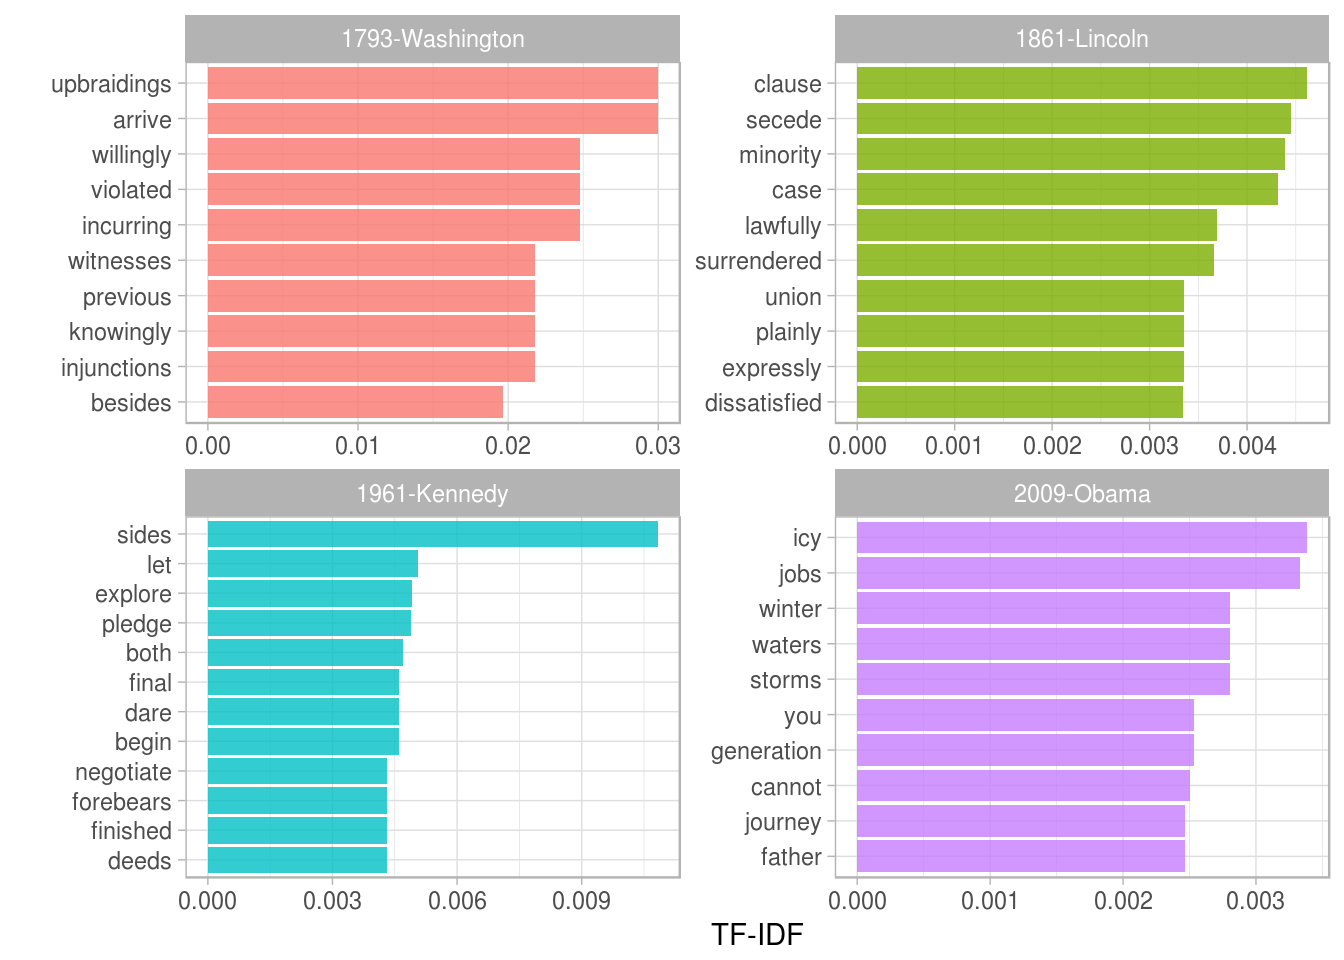 1793-Washington
upbraidings
arrive
willingly
violated
incurring
witnesses
previous
knowingly
injunctions
besides
0.00 0.01 0.02 0.03
1861-Lincoln
clause
secede
minority
case
lawfully
surrendered
union
plainly
expressly
dissatisfied
0.000 0.001 0.002 0.003 0.004
1961-Kennedy
sides
let
explore
pledge
both
final
dare
begin
negotiate
forebears
finished
deeds
0.000 0.003 0.006 0.009
2009-Obama
icy
jobs
winter
waters
storms
you
generation
cannot
journey
father
0.000 0.001 0.002 0.003
TF-IDF